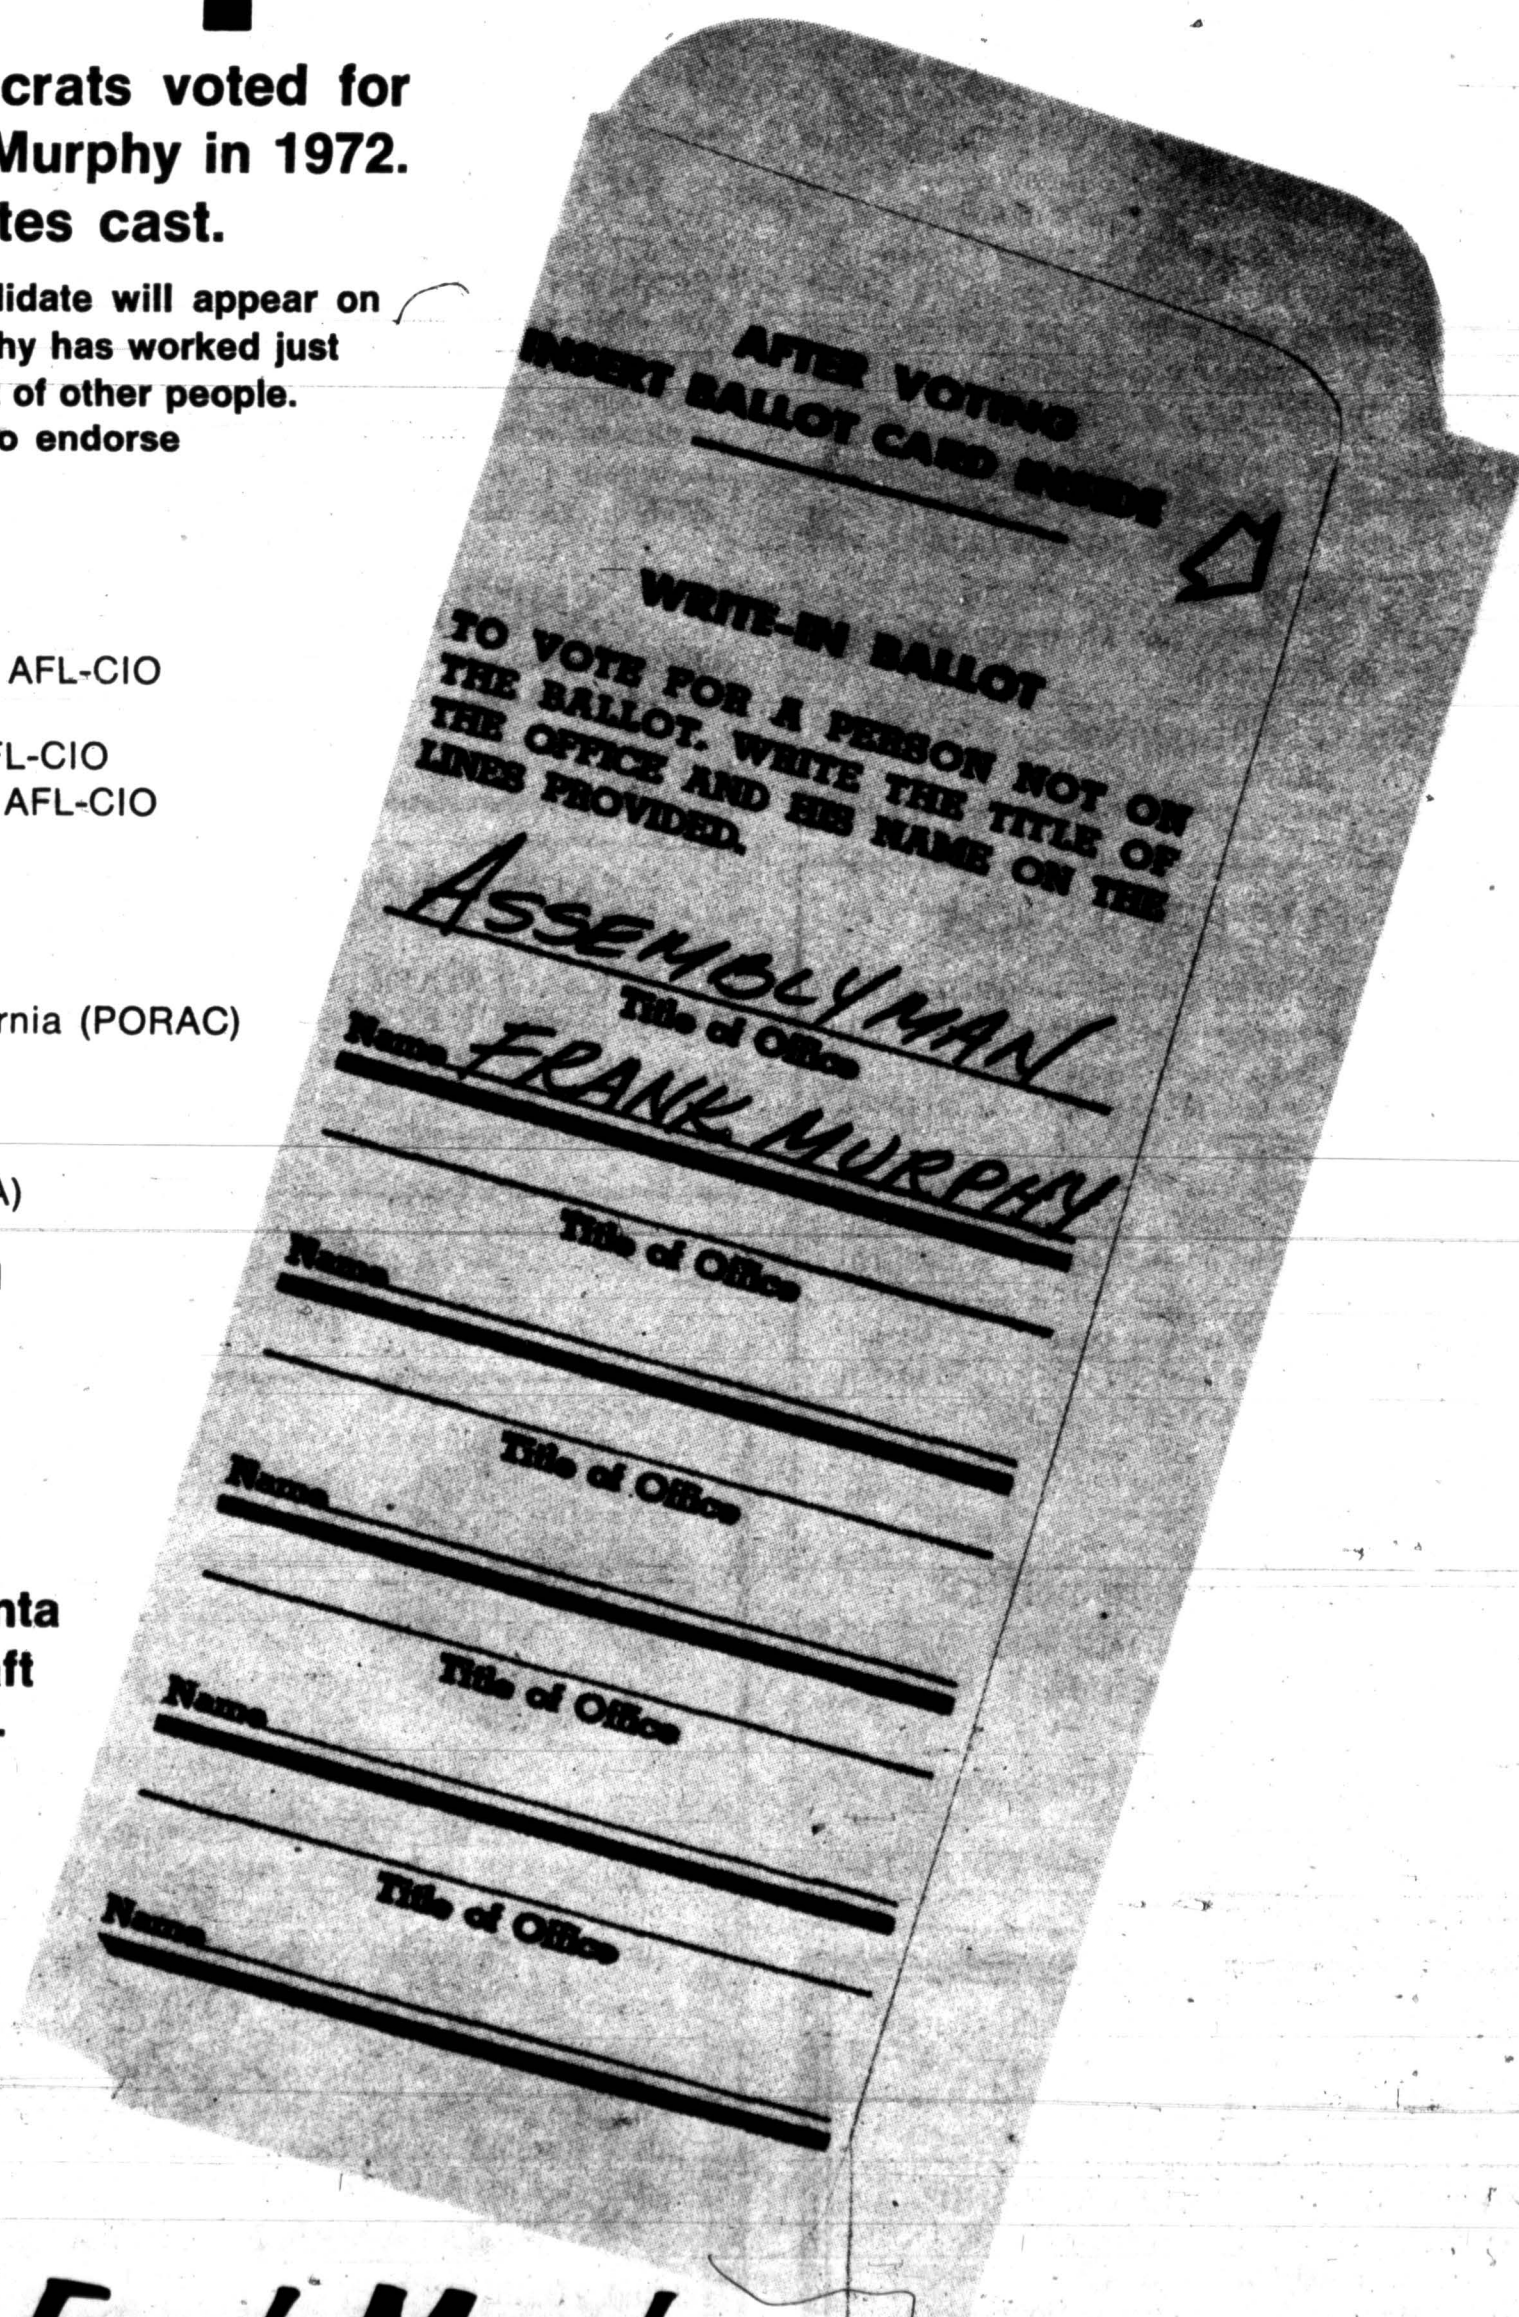 crats voted for
Murphy in 1972.
tes cast.
lidate will appear on
hy has worked just
of other people.
o endorse
AFL-CIO
FL-CIO
AFL-CIO
rnia (PORAC)
A)
nta
aft
AFTER VOTING
INSERT BALLOT CARD INSIDE
WRITE-IN BALLOT
TO VOTE FOR A PERSON NOT ON
THE BALLOT. WRITE THE TITLE OF
THE OFFICE AND HIS NAME ON THE
LINES PROVIDED.
ASSEMBLYMAN
Title of Office
Name FRANK MURPHY
Title of Office
Name
Title of Office
Name
Title of Office
Name
Title of Office
Name